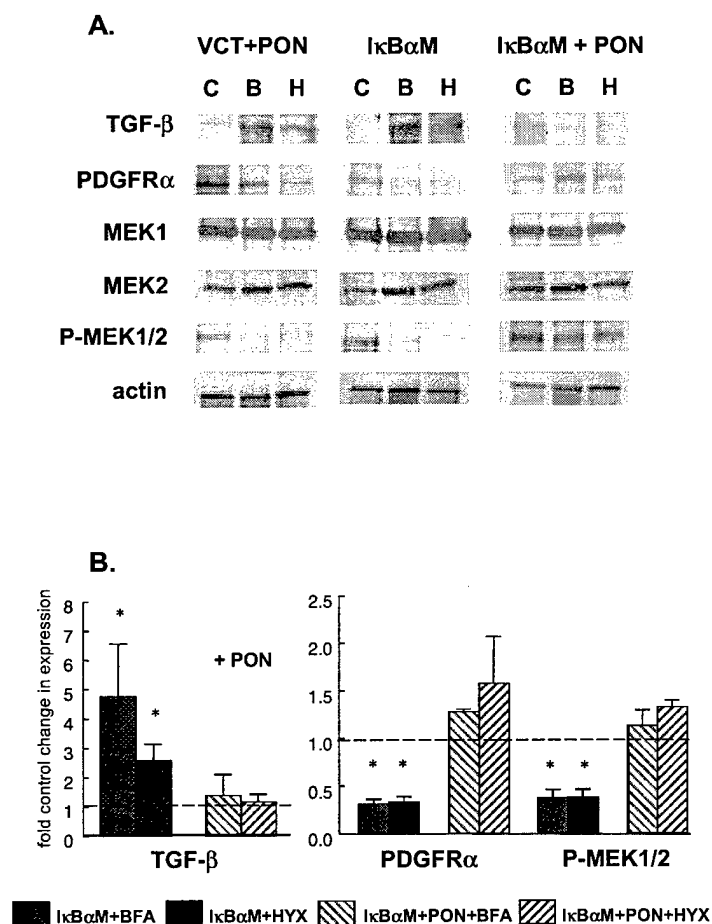 A.
VCT+PON IκBαM IκBαM + PON
C B H C B H C B H
TGF-β
PDGFRα
MEK1
MEK2
P-MEK1/2
actin
B.
fold control change in expression
8
7
6
5
4
3
2
1
0
*
*
+ PON
TGF-β
2.5
2.0
1.5
1.0
0.5
0.0
* *
* *
PDGFRα
P-MEK1/2
IκBαM+BFA IκBαM+HYX IκBαM+PON+BFA IκBαM+PON+HYX